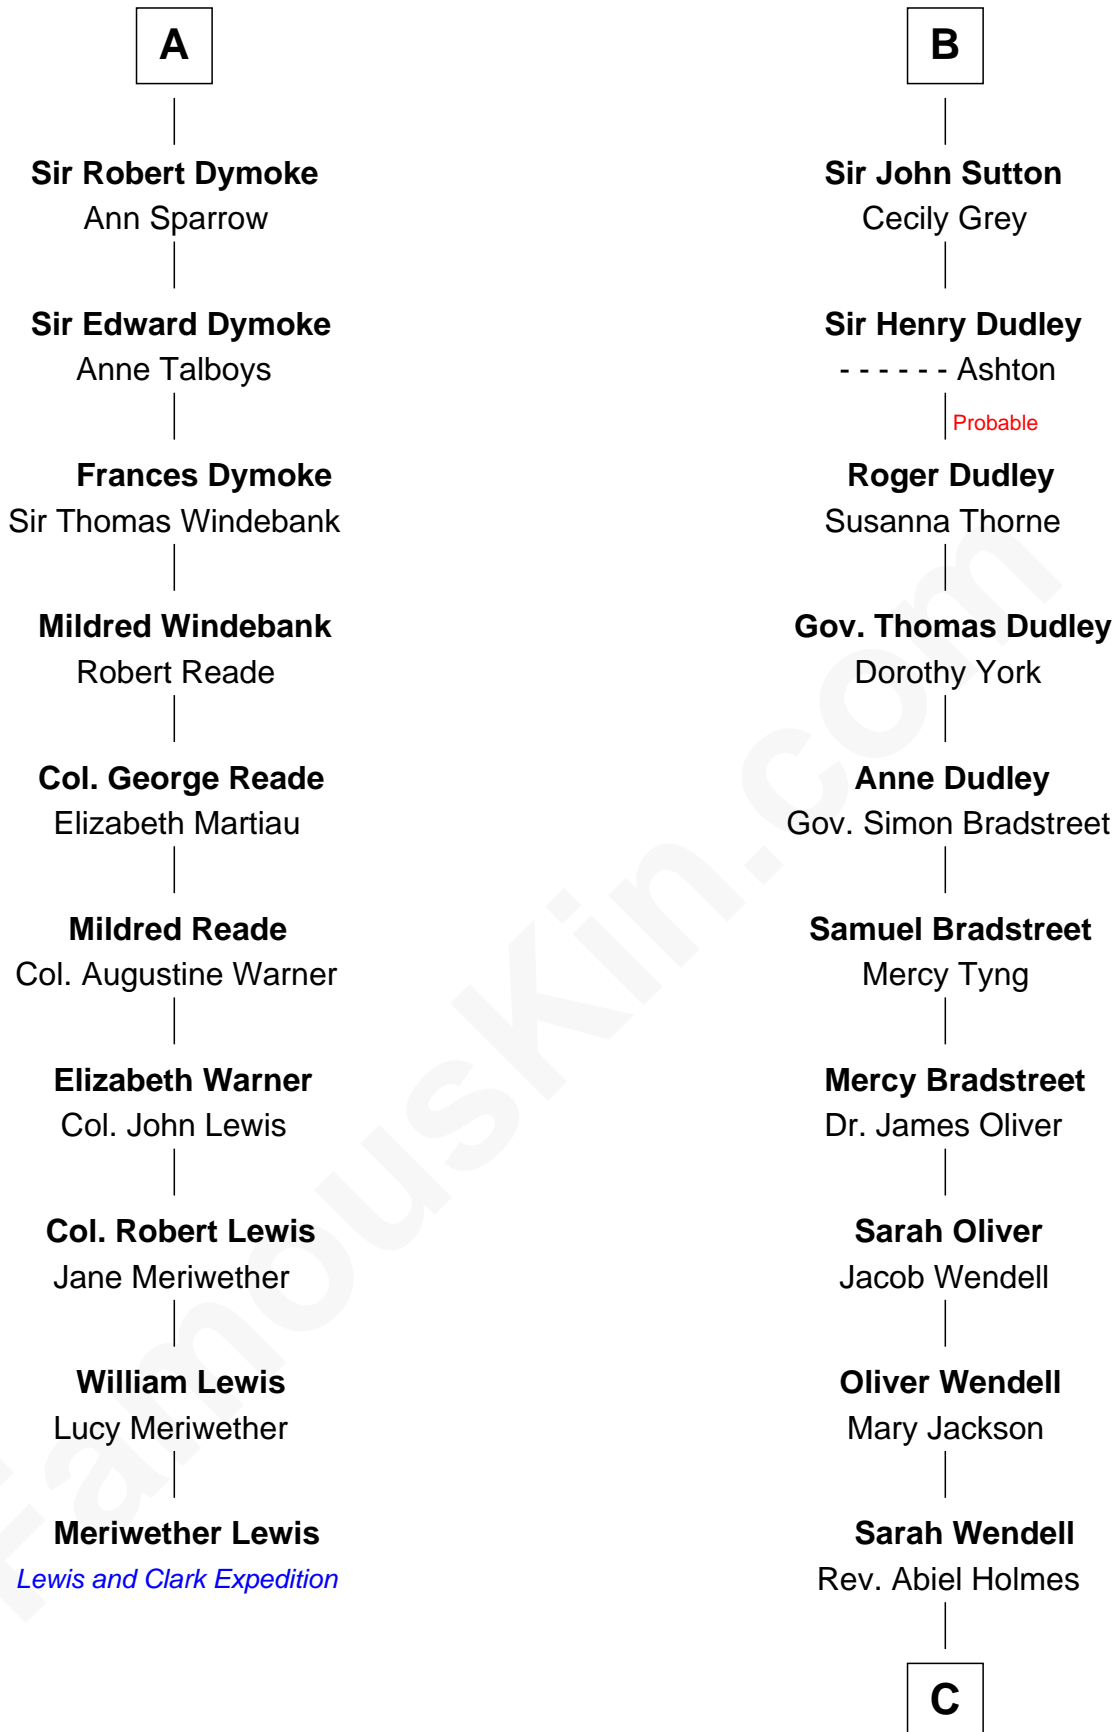 A
Sir Robert Dymoke
Ann Sparrow
Sir Edward Dymoke
Anne Talboys
Frances Dymoke
Sir Thomas Windebank
Mildred Windebank
Robert Reade
Col. George Reade
Elizabeth Martiau
Mildred Reade
Col. Augustine Warner
Elizabeth Warner
Col. John Lewis
Col. Robert Lewis
Jane Meriwether
William Lewis
Lucy Meriwether
Meriwether Lewis
Lewis and Clark Expedition
B
Sir John Sutton
Cecily Grey
Sir Henry Dudley
- - - - - - Ashton
Probable
Roger Dudley
Susanna Thorne
Gov. Thomas Dudley
Dorothy York
Anne Dudley
Gov. Simon Bradstreet
Samuel Bradstreet
Mercy Tyng
Mercy Bradstreet
Dr. James Oliver
Sarah Oliver
Jacob Wendell
Oliver Wendell
Mary Jackson
Sarah Wendell
Rev. Abiel Holmes
C
FamousKin.com